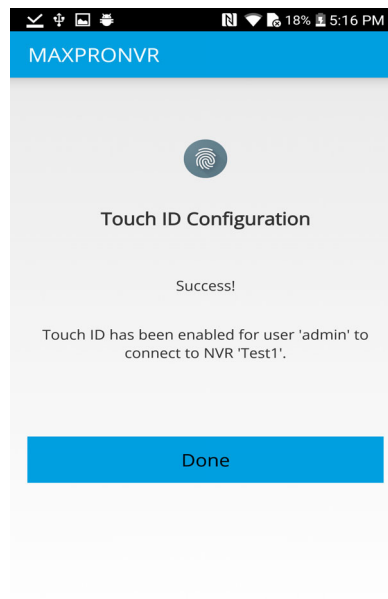 18% 5:16 PM
MAXPRONVR
Touch ID Configuration
Success!
Touch ID has been enabled for user 'admin' to
connect to NVR 'Test1'.
Done